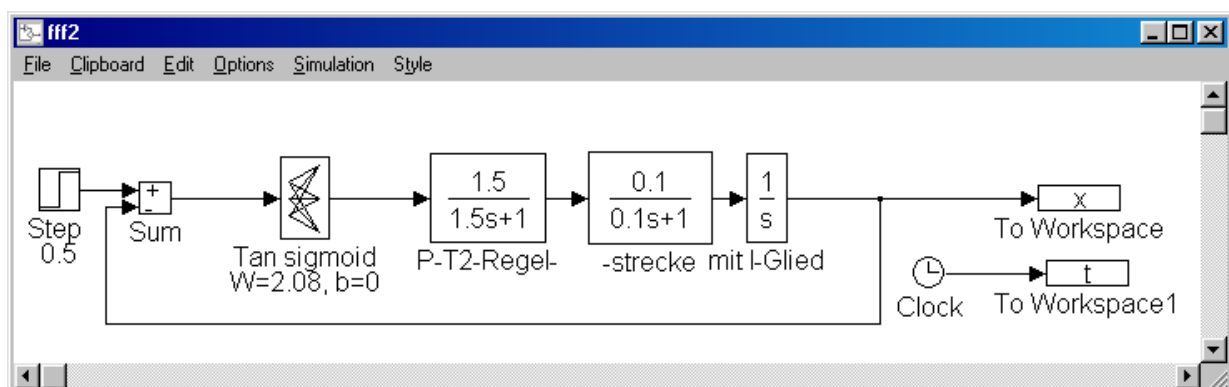 fff2
File Clipboard Edit Options Simulation Style
Step
0.5
+
-
Sum
Tan sigmoid
W=2.08, b=0
1.5
1.5s+1
P-T2-Regel-
0.1
0.1s+1
-strecke
1
s
mit I-Glied
x
To Workspace
Clock
t
To Workspace1